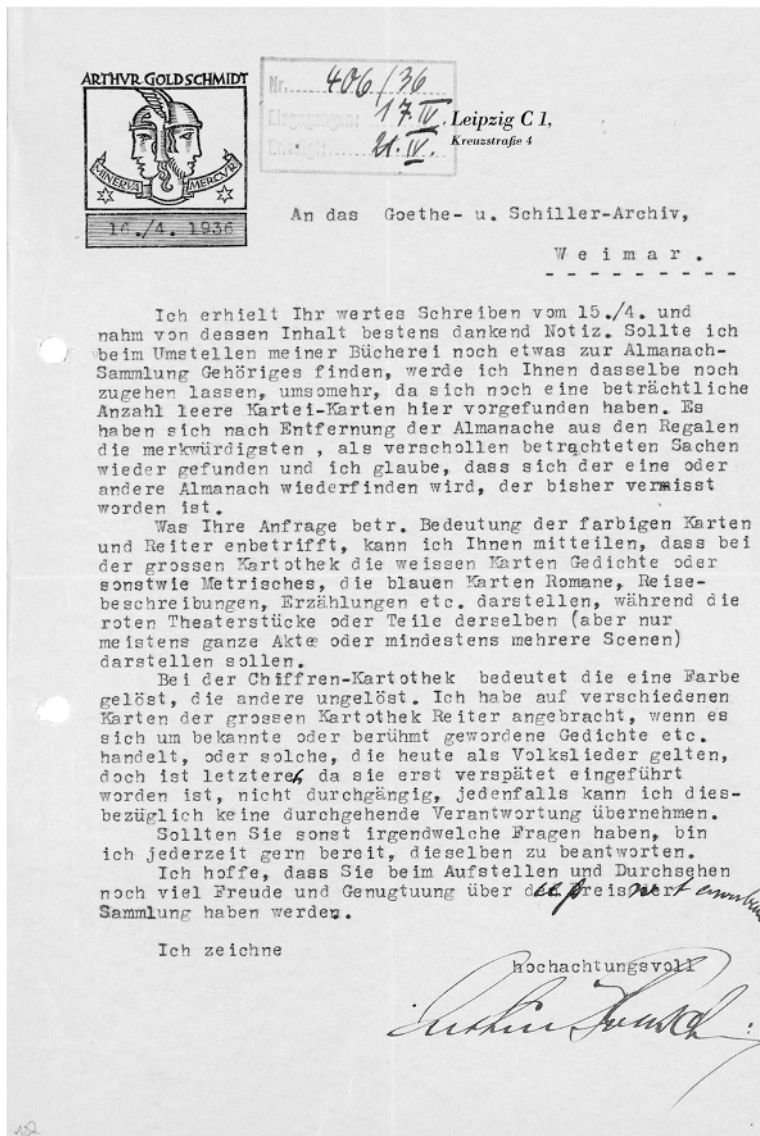 ARTHVR GOLDSCHMIDT
MINERVA MERCVR
16./4. 1936
Nr. 406/36
Eingegangen: 17. IV.
Erledigt: 21. IV.
Leipzig C 1,
Kreuzstraße 4
An das Goethe- u. Schiller-Archiv,
Weimar.
Ich erhielt Ihr wertes Schreiben vom 15./4. und
nahm von dessen Inhalt bestens dankend Notiz. Sollte ich
beim Umstellen meiner Bücherei noch etwas zur Almanach-
Sammlung Gehöriges finden, werde ich Ihnen dasselbe noch
zugehen lassen, umsomehr, da sich noch eine beträchtliche
Anzahl leere Kartei-Karten hier vorgefunden haben. Es
haben sich nach Entfernung der Almanache aus den Regalen
die merkwürdigsten , als verschollen betrachteten Sachen
wieder gefunden und ich glaube, dass sich der eine oder
andere Almanach wiederfinden wird, der bisher vermisst
worden ist.
Was Ihre Anfrage betr. Bedeutung der farbigen Karten
und Reiter enbetrifft, kann ich Ihnen mitteilen, dass bei
der grossen Kartothek die weissen Karten Gedichte oder
sonstwie Metrisches, die blauen Karten Romane, Reise-
beschreibungen, Erzählungen etc. darstellen, während die
roten Theaterstücke oder Teile derselben (aber nur
meistens ganze Akte oder mindestens mehrere Scenen)
darstellen sollen.
Bei der Chiffren-Kartothek bedeutet die eine Farbe
gelöst, die andere ungelöst. Ich habe auf verschiedenen
Karten der grossen Kartothek Reiter angebracht, wenn es
sich um bekannte oder berühmt gewordene Gedichte etc.
handelt, oder solche, die heute als Volkslieder gelten,
doch ist letztere, da sie erst verspätet eingeführt
worden ist, nicht durchgängig, jedenfalls kann ich dies-
bezüglich keine durchgehende Verantwortung übernehmen.
Sollten Sie sonst irgendwelche Fragen haben, bin
ich jederzeit gern bereit, dieselben zu beantworten.
Ich hoffe, dass Sie beim Aufstellen und Durchsehen
noch viel Freude und Genugtuung über die preiswert
Sammlung haben werden.
Ich zeichne
hochachtungsvoll
Arthur